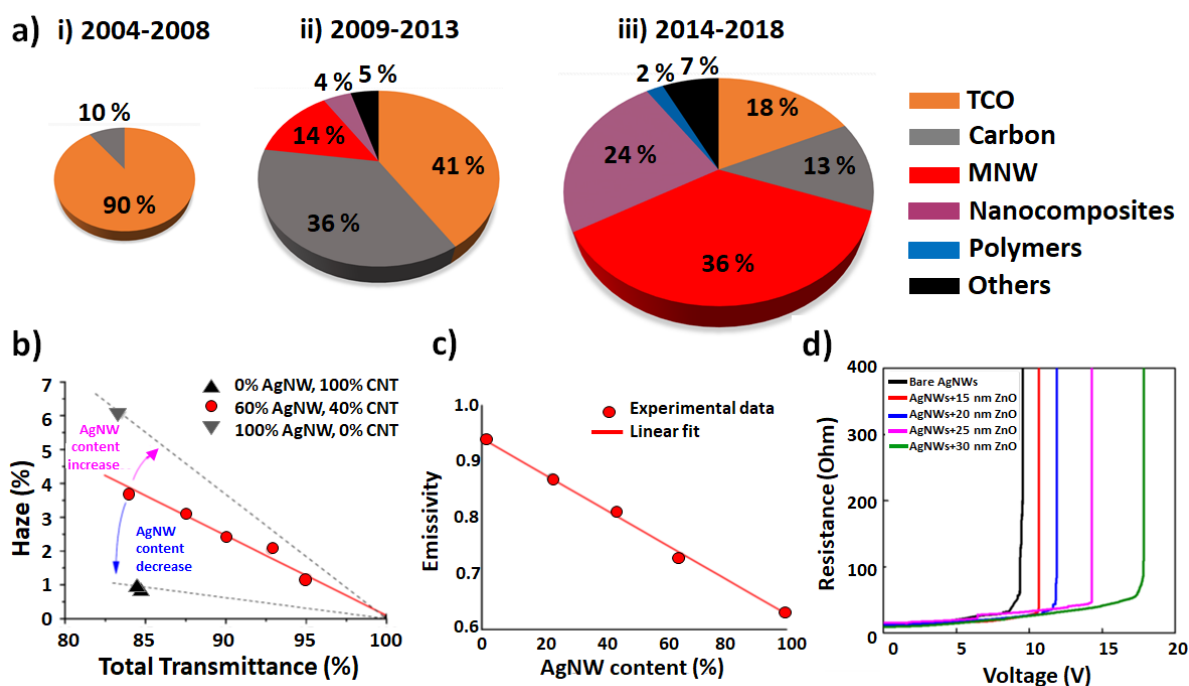 a)
i) 2004-2008
ii) 2009-2013
iii) 2014-2018
10 %
90 %
4 %
5 %
14 %
41 %
36 %
2 %
7 %
18 %
24 %
13 %
36 %
TCO
Carbon
MNW
Nanocomposites
Polymers
Others
b)
7
6
5
4
3
2
1
0
Haze (%)
80
85
90
95
100
Total Transmittance (%)
0% AgNW, 100% CNT
60% AgNW, 40% CNT
100% AgNW, 0% CNT
AgNW
content
increase
AgNW
content
decrease
c)
1.0
0.9
0.8
0.7
0.6
Emissivity
0
20
40
60
80
100
AgNW content (%)
Experimental data
Linear fit
d)
400
300
200
100
0
Resistance (Ohm)
5
10
15
20
Voltage (V)
Bare AgNWs
AgNWs+15 nm ZnO
AgNWs+20 nm ZnO
AgNWs+25 nm ZnO
AgNWs+30 nm ZnO